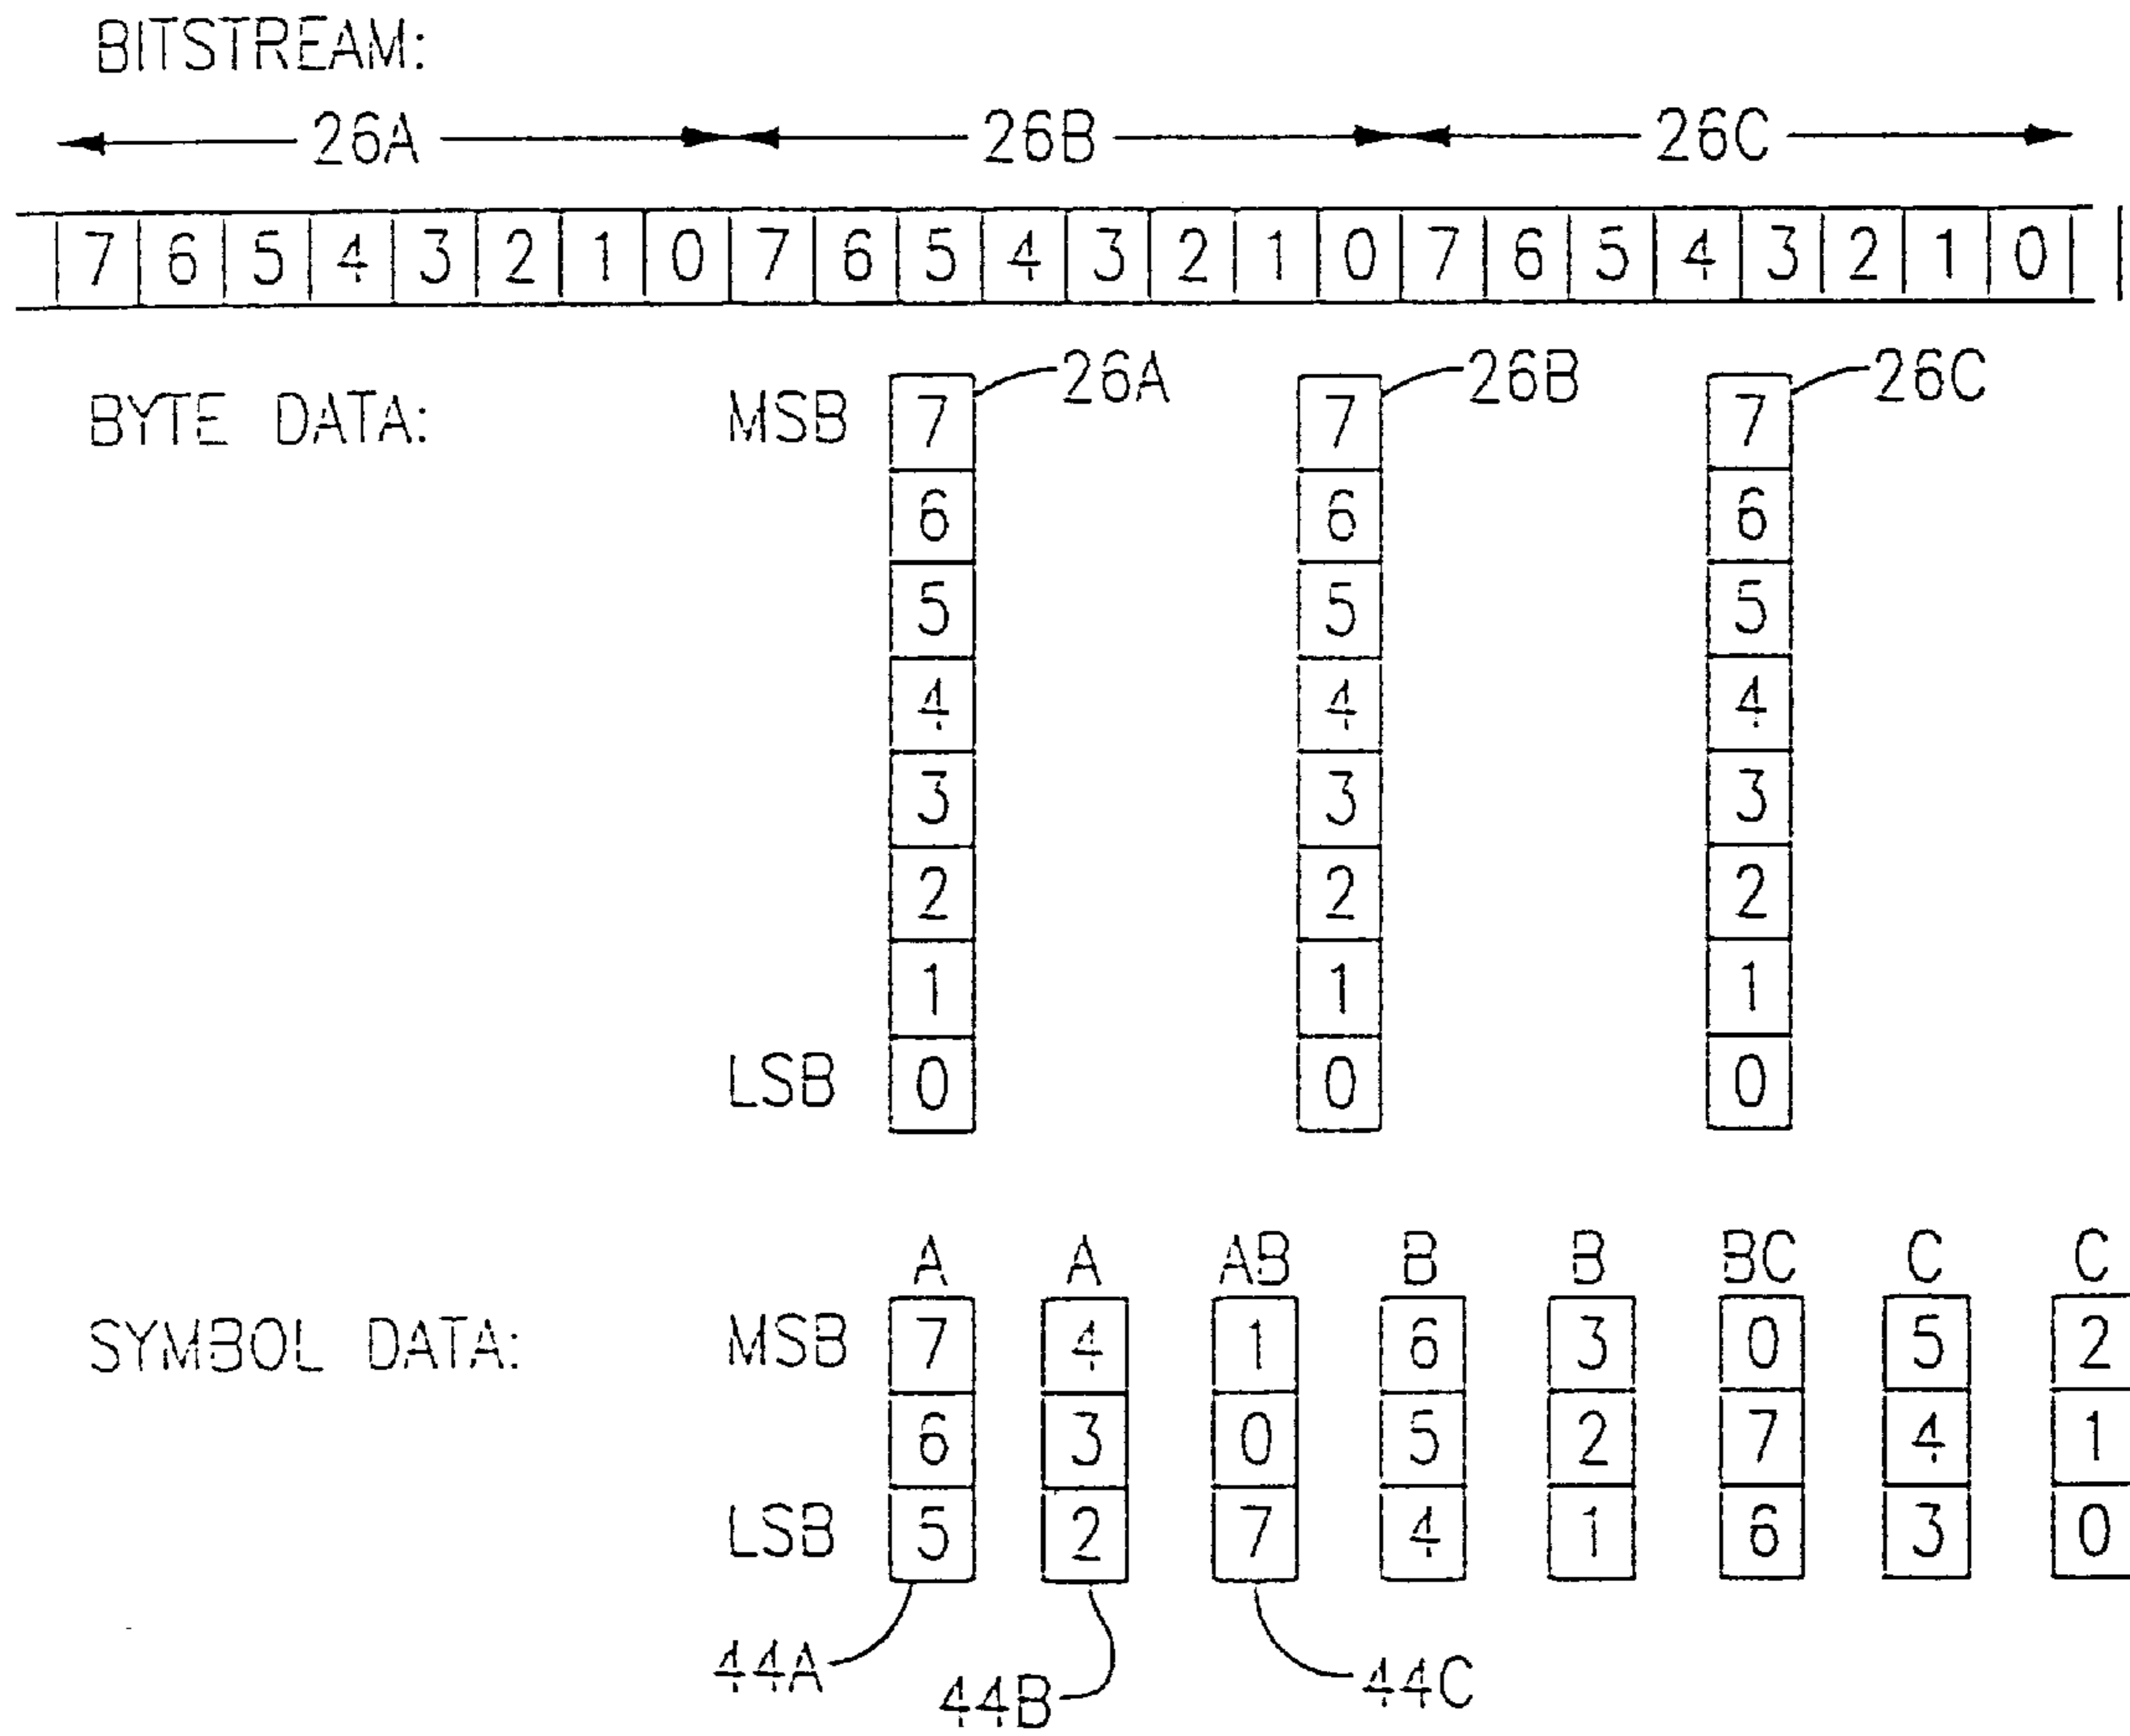 BITSTREAM:
26A 26B 26C
7 6 5 4 3 2 1 0 7 6 5 4 3 2 1 0 7 6 5 4 3 2 1 0
26A 26B 26C
BYTE DATA: MSB 7 7 7
6 6 6
5 5 5
4 4 4
3 3 3
2 2 2
1 1 1
LSB 0 0 0
A A AB B B BC C C
SYMBOL DATA: MSB 7 4 1 6 3 0 5 2
6 3 0 5 2 7 4 1
LSB 5 2 7 4 1 6 3 0
44A 44B 44C